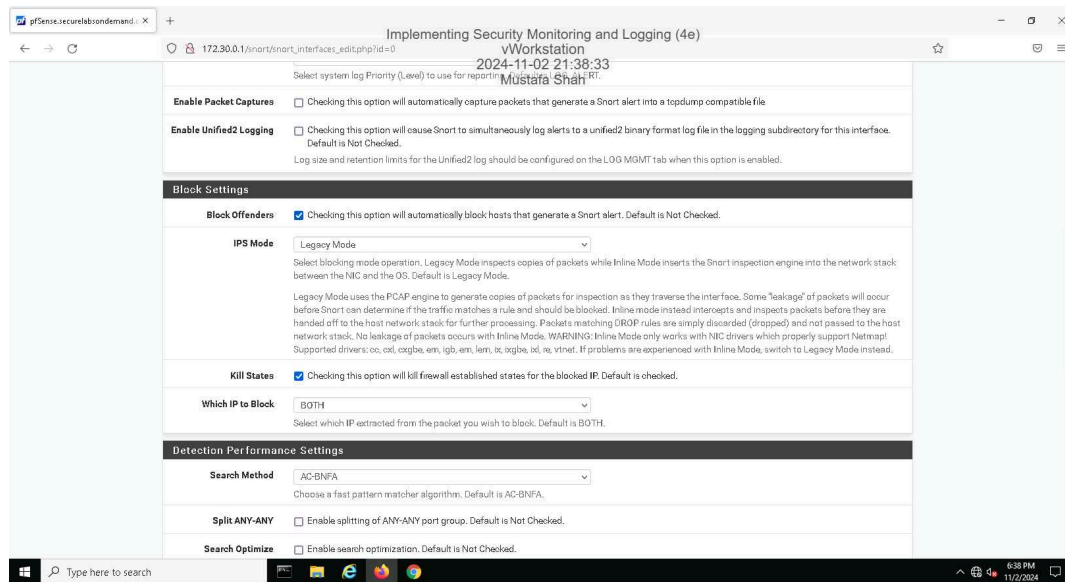 pfSense.securelabsondemand.c
172.30.0.1/snort/snort_interfaces_edit.php?id=0
Implementing Security Monitoring and Logging (4e)
vWorkstation
2024-11-02 21:38:33
Mustafa Shah
Select system log Priority (Level) to use for reporting. Default is LOG_ALERT.
Enable Packet Captures
Checking this option will automatically capture packets that generate a Snort alert into a tcpdump compatible file
Enable Unified2 Logging
Checking this option will cause Snort to simultaneously log alerts to a unified2 binary format log file in the logging subdirectory for this interface.
Default is Not Checked.
Log size and retention limits for the Unified2 log should be configured on the LOG MGMT tab when this option is enabled.
Block Settings
Block Offenders
Checking this option will automatically block hosts that generate a Snort alert. Default is Not Checked.
IPS Mode
Legacy Mode
Select blocking mode operation. Legacy Mode inspects copies of packets while Inline Mode inserts the Snort inspection engine into the network stack
between the NIC and the OS. Default is Legacy Mode.
Legacy Mode uses the PCAP engine to generate copies of packets for inspection as they traverse the interface. Some "leakage" of packets will occur
before Snort can determine if the traffic matches a rule and should be blocked. Inline mode instead intercepts and inspects packets before they are
handed off to the host network stack for further processing. Packets matching DROP rules are simply discarded (dropped) and not passed to the host
network stack. No leakage of packets occurs with Inline Mode. WARNING: Inline Mode only works with NIC drivers which properly support Netmap!
Supported drivers: cc, cxl, cxgbe, em, igb, em, lem, ix, ixgbe, ixl, re, vtnet. If problems are experienced with Inline Mode, switch to Legacy Mode instead.
Kill States
Checking this option will kill firewall established states for the blocked IP. Default is checked.
Which IP to Block
BOTH
Select which IP extracted from the packet you wish to block. Default is BOTH.
Detection Performance Settings
Search Method
AC-BNFA
Choose a fast pattern matcher algorithm. Default is AC-BNFA.
Split ANY-ANY
Enable splitting of ANY-ANY port group. Default is Not Checked.
Search Optimize
Enable search optimization. Default is Not Checked.
Type here to search
6:38 PM
11/2/2024